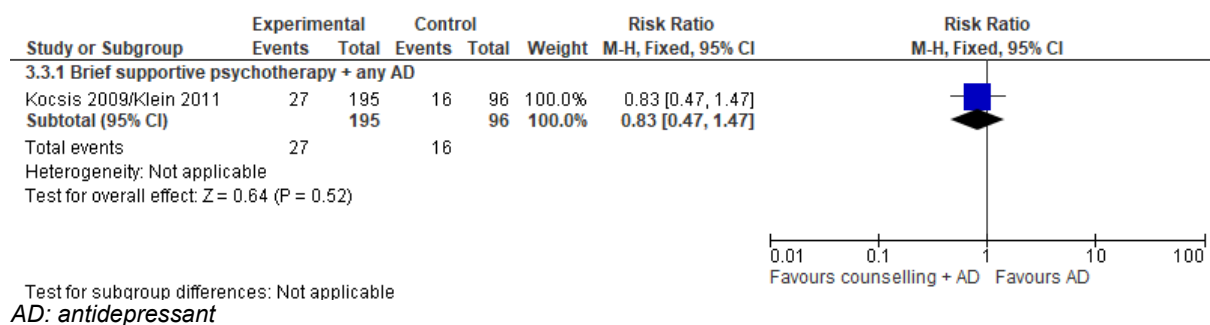 Experimental Control Risk Ratio Risk Ratio
Study or Subgroup Events Total Events Total Weight M-H, Fixed, 95% CI M-H, Fixed, 95% CI
3.3.1 Brief supportive psychotherapy + any AD
Kocsis 2009/Klein 2011 27 195 16 96 100.0% 0.83 [0.47, 1.47]
Subtotal (95% CI) 195 96 100.0% 0.83 [0.47, 1.47]
Total events 27 16
Heterogeneity: Not applicable
Test for overall effect: Z = 0.64 (P = 0.52)
0.01 0.1 1 10 100
Favours counselling + AD Favours AD
Test for subgroup differences: Not applicable
AD: antidepressant